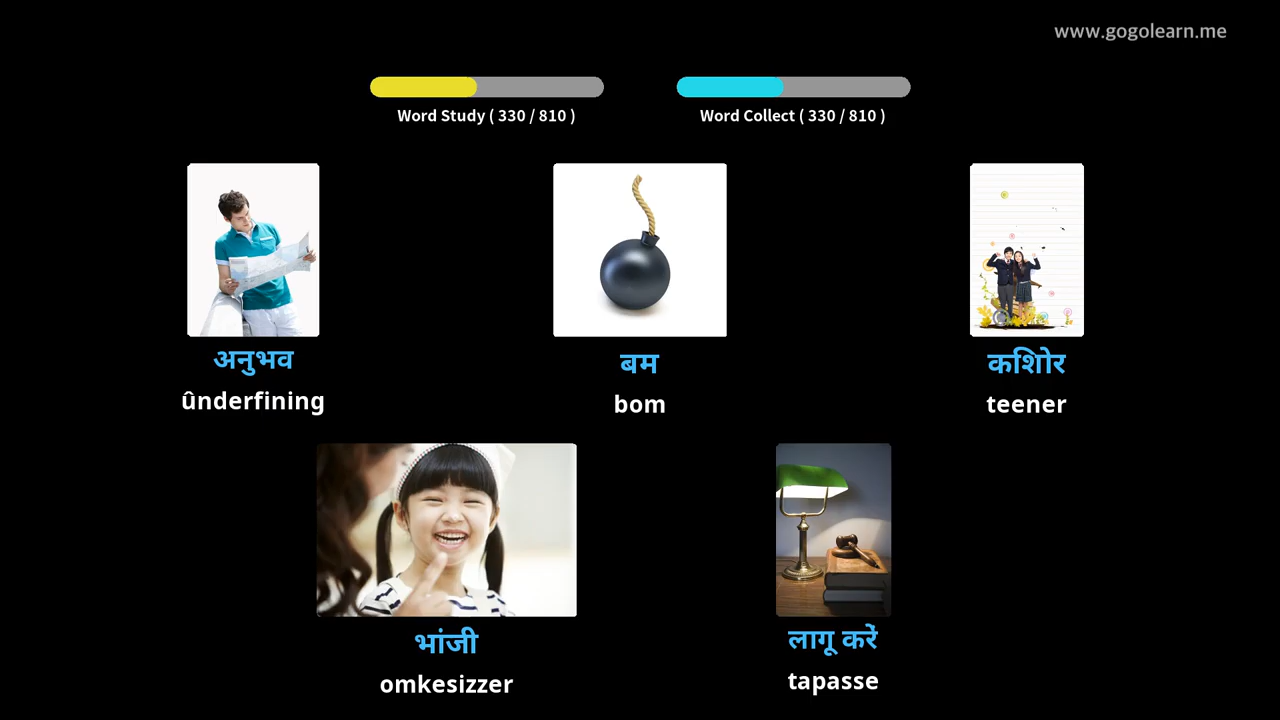 www.gogolearn.me
Word Study ( 330 / 810 )
Word Collect ( 330 / 810 )
अनुभव
ûnderfining
बम
bom
कशिोर
teener
भांजी
omkesizzer
लागू करें
tapasse